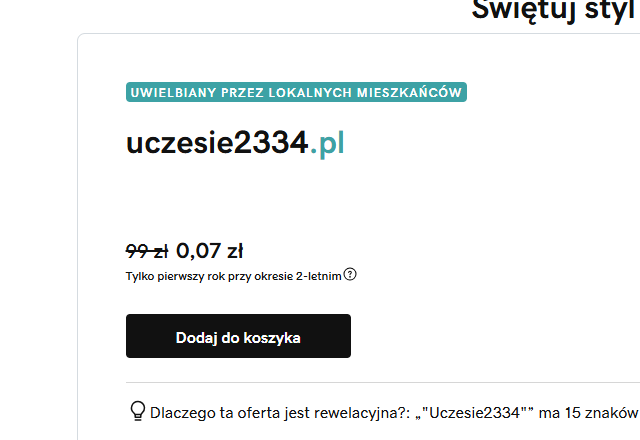 Świętuj styl
UWIELBIANY PRZEZ LOKALNYCH MIESZKAŃCÓW
uczesie2334.pl
99 zł 0,07 zł
Tylko pierwszy rok przy okresie 2-letnim
Dodaj do koszyka
Dlaczego ta oferta jest rewelacyjna?: „"Uczesie2334"” ma 15 znaków